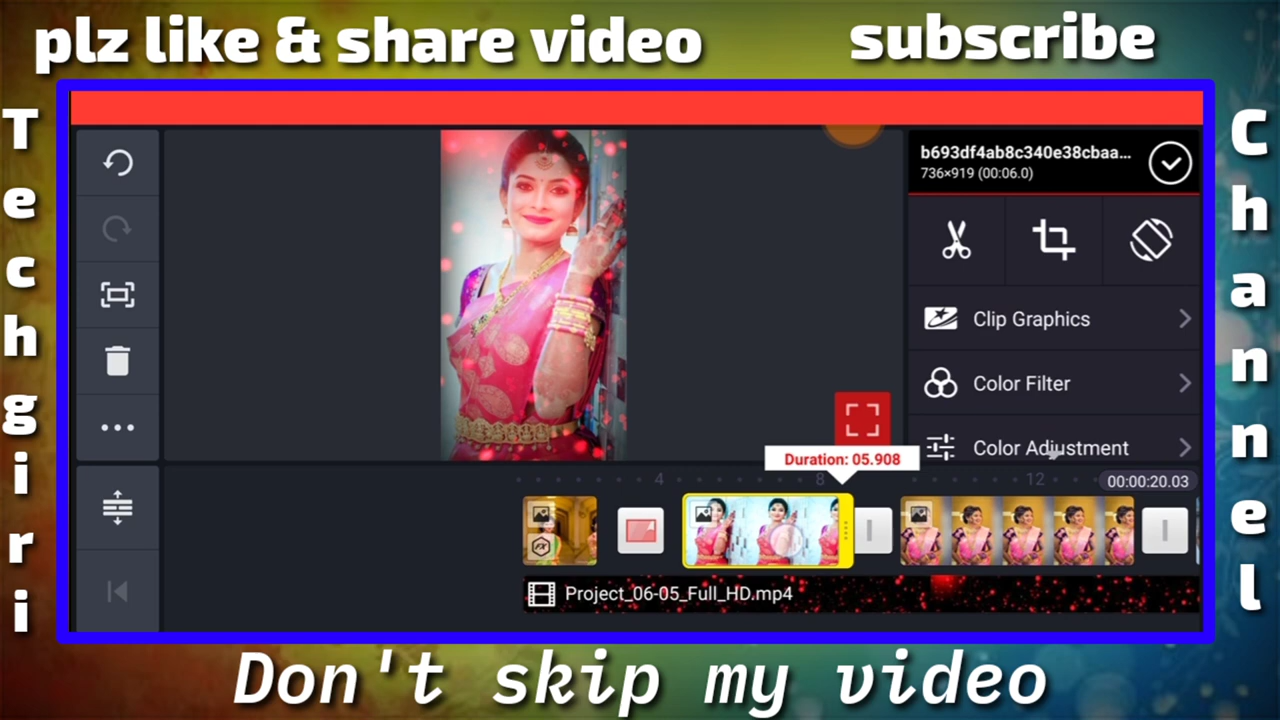 plz like & share video
subscribe
Techgiri
Channel
b693df4ab8c340e38cbaa...
736×919 (00:06.0)
Clip Graphics
Color Filter
Color Adjustment
Duration: 05.908
4
8
12
00:00:20.03
Project_06-05_Full_HD.mp4
Don't skip my video